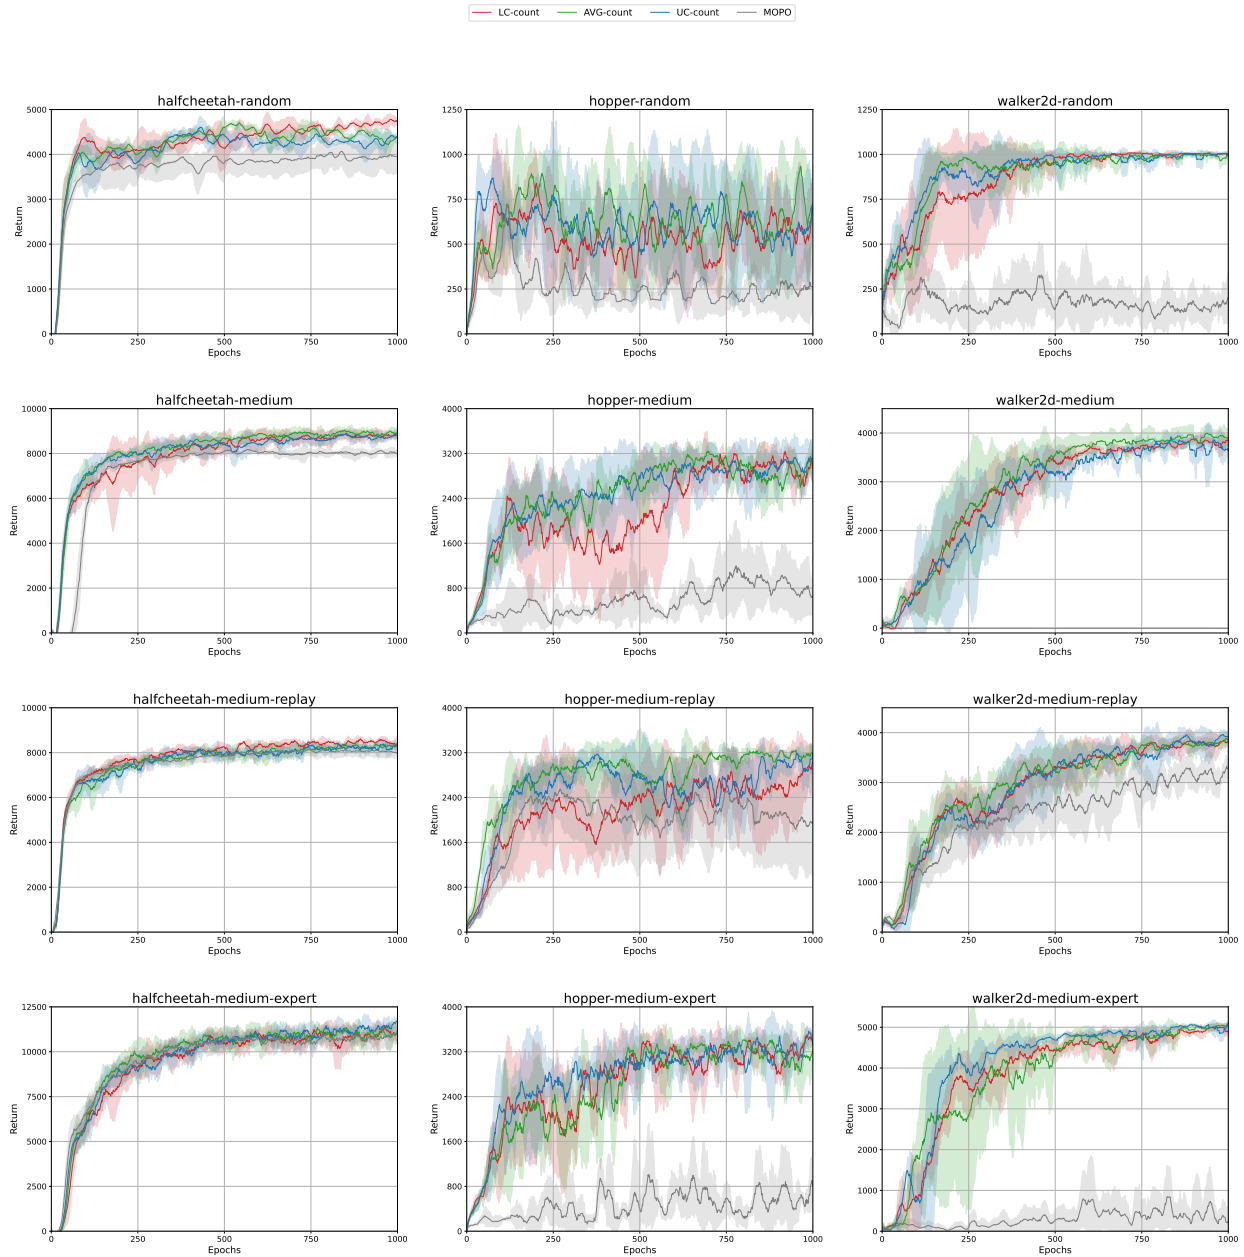 LC-count AVG-count UC-count MOPO
halfcheetah-random hopper-random walker2d-random
5000 1250 1250
4000 1000 1000
3000 750 750
2000 500 500
1000 250 250
0 0 0
Return Return Return
0 250 500 750 1000 0 250 500 750 1000 0 250 500 750 1000
Epochs Epochs Epochs
halfcheetah-medium hopper-medium walker2d-medium
10000 4000
8000 3200 4000
6000 2400 3000
4000 1600 2000
2000 800 1000
0 0 0
Return Return Return
0 250 500 750 1000 0 250 500 750 1000 0 250 500 750 1000
Epochs Epochs Epochs
halfcheetah-medium-replay hopper-medium-replay walker2d-medium-replay
10000 4000
8000 3200 4000
6000 2400 3000
4000 1600 2000
2000 800 1000
0 0 0
Return Return Return
0 250 500 750 1000 0 250 500 750 1000 0 250 500 750 1000
Epochs Epochs Epochs
halfcheetah-medium-expert hopper-medium-expert walker2d-medium-expert
12500 4000 5000
10000 3200 4000
7500 2400 3000
5000 1600 2000
2500 800 1000
0 0 0
Return Return Return
0 250 500 750 1000 0 250 500 750 1000 0 250 500 750 1000
Epochs Epochs Epochs